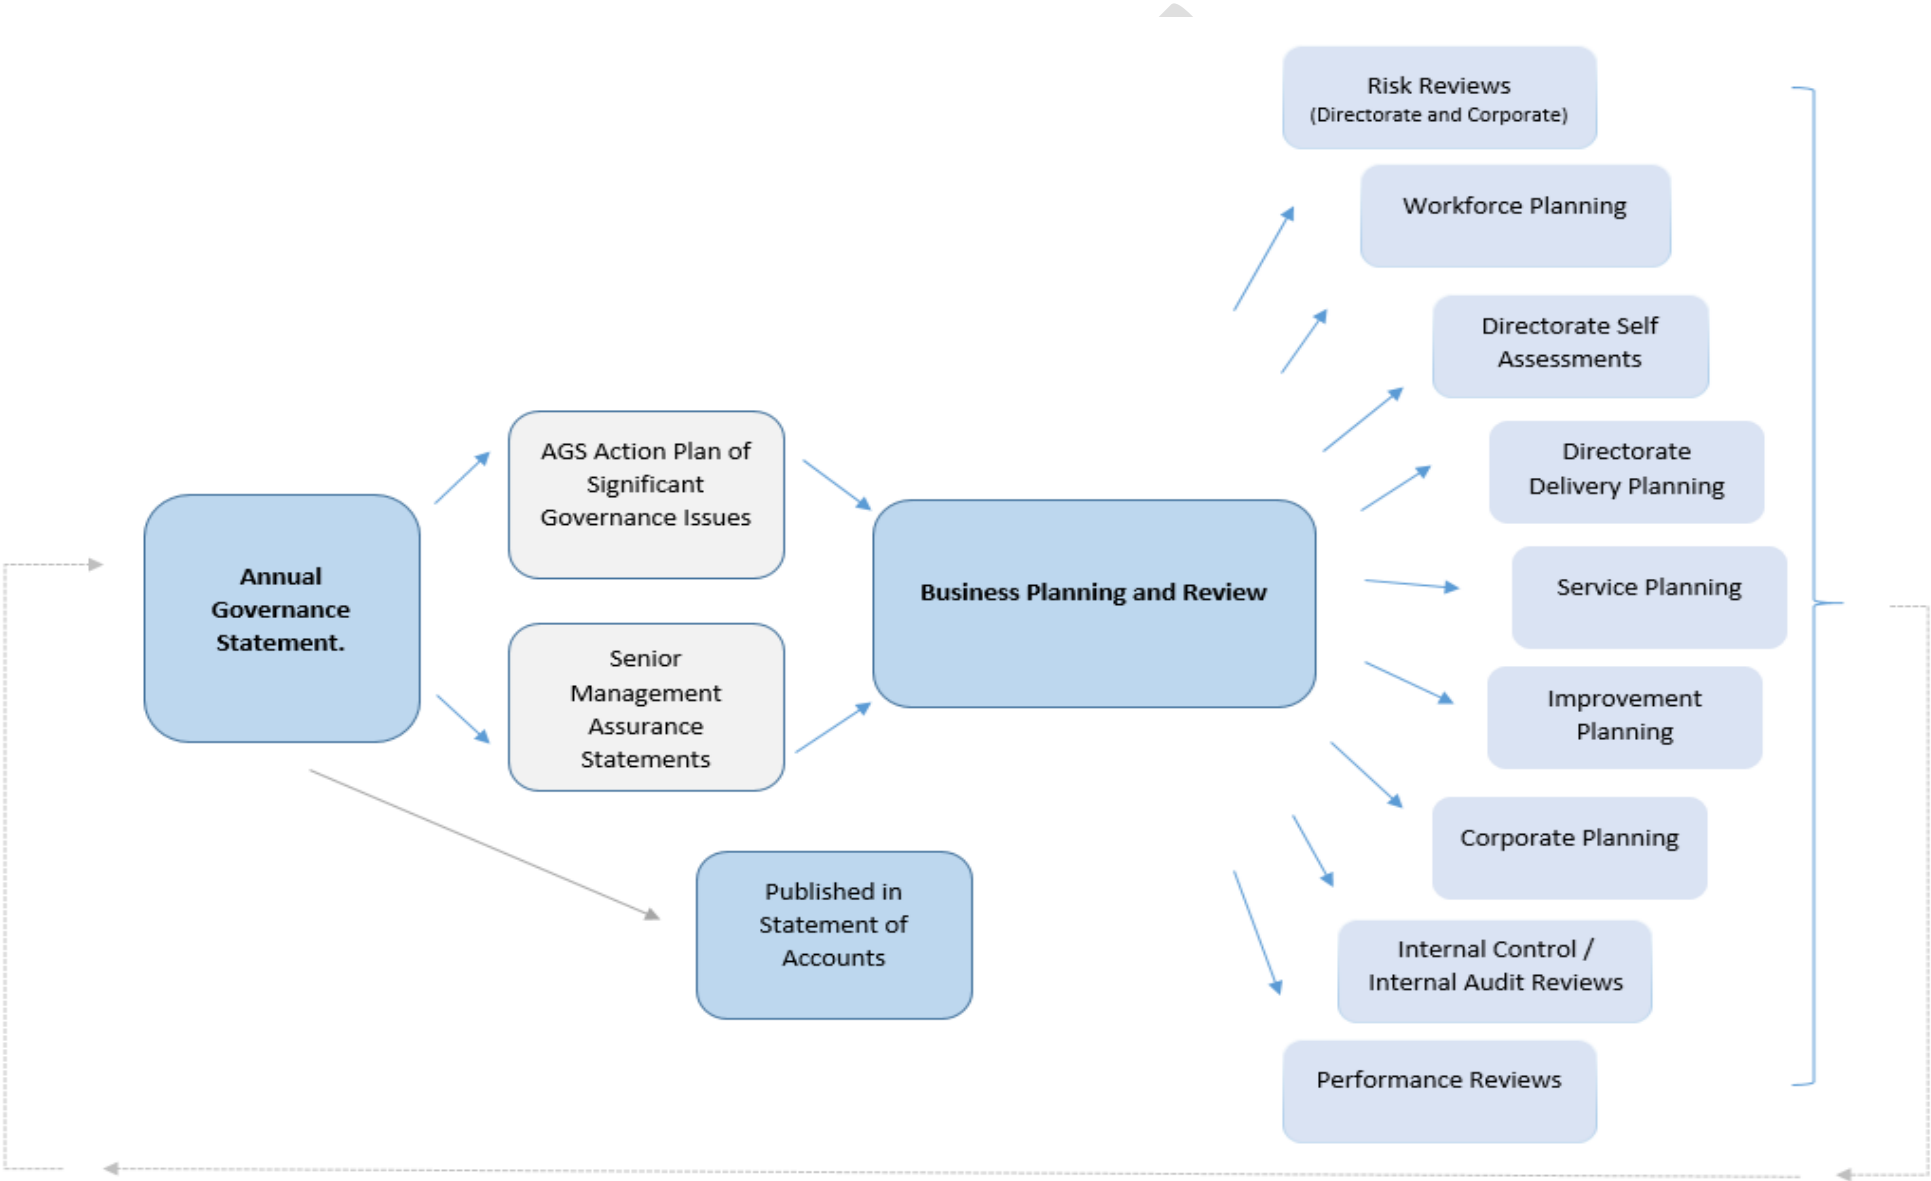 Annual
Governance
Statement.
AGS Action Plan of
Significant
Governance Issues
Senior
Management
Assurance
Statements
Published in
Statement of
Accounts
Business Planning and Review
Risk Reviews
(Directorate and Corporate)
Workforce Planning
Directorate Self
Assessments
Directorate
Delivery Planning
Service Planning
Improvement
Planning
Corporate Planning
Internal Control /
Internal Audit Reviews
Performance Reviews